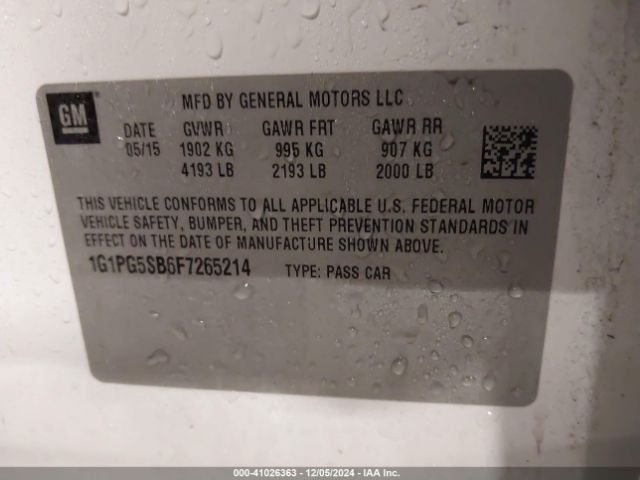 GM
MFD BY GENERAL MOTORS LLC
DATE GVWR GAWR FRT GAWR RR
05/15 1902 KG 995 KG 907 KG
4193 LB 2193 LB 2000 LB
THIS VEHICLE CONFORMS TO ALL APPLICABLE U.S. FEDERAL MOTOR
VEHICLE SAFETY, BUMPER, AND THEFT PREVENTION STANDARDS IN
EFFECT ON THE DATE OF MANUFACTURE SHOWN ABOVE.
1G1PG5SB6F7265214 TYPE: PASS CAR
000-41026363 - 12/05/2024 - IAA Inc.